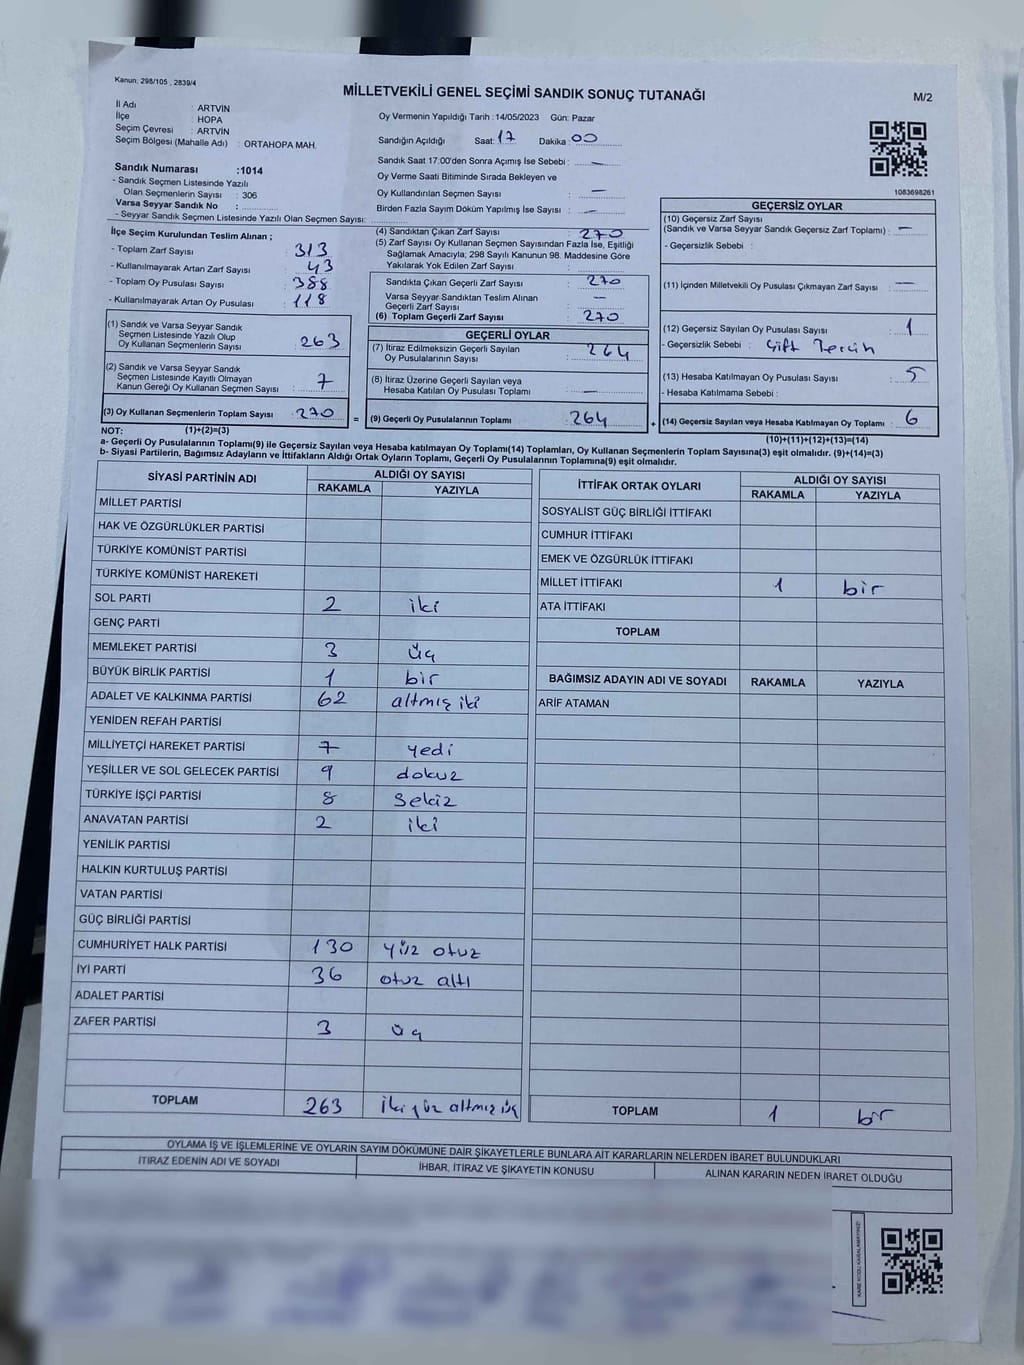 Kanun: 298/105 , 2839/4
MİLLETVEKİLİ GENEL SEÇİMİ SANDIK SONUÇ TUTANAĞI
M/2
İl Adı : ARTVİN
İlçe : HOPA
Seçim Çevresi : ARTVİN
Seçim Bölgesi (Mahalle Adı) : ORTAHOPA MAH.
Sandık Numarası :1014
- Sandık Seçmen Listesinde Yazılı
Olan Seçmenlerin Sayısı : 306
Varsa Seyyar Sandık No :
- Seyyar Sandık Seçmen Listesinde Yazılı Olan Seçmen Sayısı:
Oy Vermenin Yapıldığı Tarih :14/05/2023 Gün: Pazar
Sandığın Açıldığı Saat: 17 Dakika: 00
Sandık Saat 17:00'den Sonra Açımış İse Sebebi : —
Oy Verme Saati Bitiminde Sırada Bekleyen ve
Oy Kullandırılan Seçmen Sayısı : —
Birden Fazla Sayım Döküm Yapılmış İse Sayısı : —
1083698261
İlçe Seçim Kurulundan Teslim Alınan ;
- Toplam Zarf Sayısı : 313
- Kullanılmayarak Artan Zarf Sayısı : 43
- Toplam Oy Pusulası Sayısı : 388
- Kullanılmayarak Artan Oy Pusulası : 118
(1) Sandık ve Varsa Seyyar Sandık
Seçmen Listesinde Yazılı Olup
Oy Kullanan Seçmenlerin Sayısı : 263
(2) Sandık ve Varsa Seyyar Sandık
Seçmen Listesinde Kayıtlı Olmayan
Kanun Gereği Oy Kullanan Seçmen Sayısı : 7
(3) Oy Kullanan Seçmenlerin Toplam Sayısı : 270
(4) Sandıktan Çıkan Zarf Sayısı : 270
(5) Zarf Sayısı Oy Kullanan Seçmen Sayısından Fazla İse, Eşitliği
Sağlamak Amacıyla, 298 Sayılı Kanunun 98. Maddesine Göre
Yakılarak Yok Edilen Zarf Sayısı :
Sandıkta Çıkan Geçerli Zarf Sayısı : 270
Varsa Seyyar Sandıktan Teslim Alınan
Geçerli Zarf Sayısı : —
(6) Toplam Geçerli Zarf Sayısı : 270
GEÇERLİ OYLAR
(7) İtiraz Edilmeksizin Geçerli Sayılan
Oy Pusulalarının Sayısı : 264
(8) İtiraz Üzerine Geçerli Sayılan veya
Hesaba Katılan Oy Pusulası Toplamı : —
= (9) Geçerli Oy Pusulalarının Toplamı : 264
GEÇERSİZ OYLAR
(10) Geçersiz Zarf Sayısı
(Sandık ve Varsa Seyyar Sandık Geçersiz Zarf Toplamı) : —
- Geçersizlik Sebebi :
(11) İçinden Milletvekili Oy Pusulası Çıkmayan Zarf Sayısı : —
(12) Geçersiz Sayılan Oy Pusulası Sayısı : 1
- Geçersizlik Sebebi : Çift Tercih
(13) Hesaba Katılmayan Oy Pusulası Sayısı : 5
- Hesaba Katılmama Sebebi :
+ (14) Geçersiz Sayılan veya Hesaba Katılmayan Oy Toplamı : 6
NOT: (1)+(2)=(3)
(10)+(11)+(12)+(13)=(14)
a- Geçerli Oy Pusulalarının Toplamı(9) ile Geçersiz Sayılan veya Hesaba katılmayan Oy Toplamı(14) Toplamları, Oy Kullanan Seçmenlerin Toplam Sayısına(3) eşit olmalıdır. (9)+(14)=(3)
b- Siyasi Partilerin, Bağımsız Adayların ve İttifakların Aldığı Ortak Oyların Toplamı, Geçerli Oy Pusulalarının Toplamına(9) eşit olmalıdır.
SİYASİ PARTİNİN ADI ALDIĞI OY SAYISI
RAKAMLA YAZIYLA
MİLLET PARTİSİ
HAK VE ÖZGÜRLÜKLER PARTİSİ
TÜRKİYE KOMÜNİST PARTİSİ
TÜRKİYE KOMÜNİST HAREKETİ
SOL PARTİ 2 iki
GENÇ PARTİ
MEMLEKET PARTİSİ 3 üç
BÜYÜK BİRLİK PARTİSİ 1 bir
ADALET VE KALKINMA PARTİSİ 62 altmış iki
YENİDEN REFAH PARTİSİ
MİLLİYETÇİ HAREKET PARTİSİ 7 yedi
YEŞİLLER VE SOL GELECEK PARTİSİ 9 dokuz
TÜRKİYE İŞÇİ PARTİSİ 8 sekiz
ANAVATAN PARTİSİ 2 iki
YENİLİK PARTİSİ
HALKIN KURTULUŞ PARTİSİ
VATAN PARTİSİ
GÜÇ BİRLİĞİ PARTİSİ
CUMHURİYET HALK PARTİSİ 130 yüz otuz
İYİ PARTİ 36 otuz altı
ADALET PARTİSİ
ZAFER PARTİSİ 3 üç
TOPLAM 263 iki yüz altmış üç
İTTİFAK ORTAK OYLARI ALDIĞI OY SAYISI
RAKAMLA YAZIYLA
SOSYALİST GÜÇ BİRLİĞİ İTTİFAKI
CUMHUR İTTİFAKI
EMEK VE ÖZGÜRLÜK İTTİFAKI
MİLLET İTTİFAKI 1 bir
ATA İTTİFAKI
TOPLAM
BAĞIMSIZ ADAYIN ADI VE SOYADI RAKAMLA YAZIYLA
ARİF ATAMAN
TOPLAM 1 bir
OYLAMA İŞ VE İŞLEMLERİNE VE OYLARIN SAYIM DÖKÜMÜNE DAİR ŞİKAYETLERLE BUNLARA AİT KARARLARIN NELERDEN İBARET BULUNDUKLARI
İTİRAZ EDENİN ADI VE SOYADI İHBAR, İTİRAZ VE ŞİKAYETİN KONUSU ALINAN KARARIN NEDEN İBARET OLDUĞU